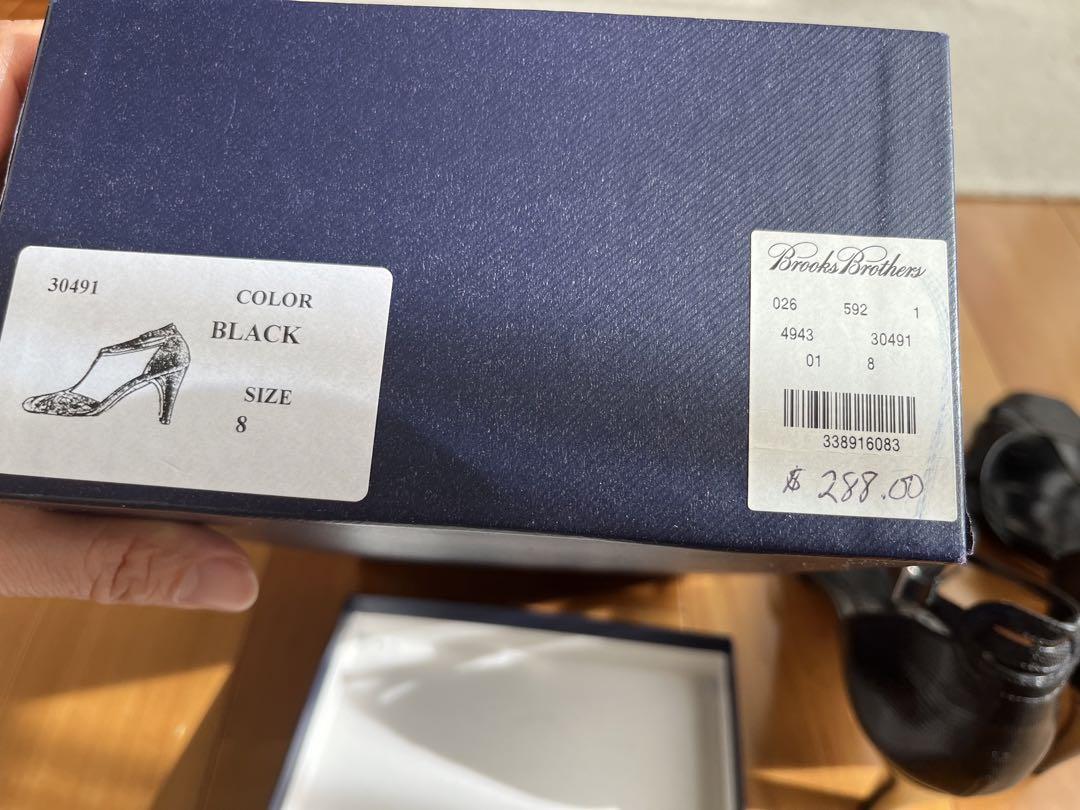 30491
COLOR
BLACK
SIZE
8
Brooks Brothers
026 592 1
4943 30491
01 8
338916083
$ 288.00